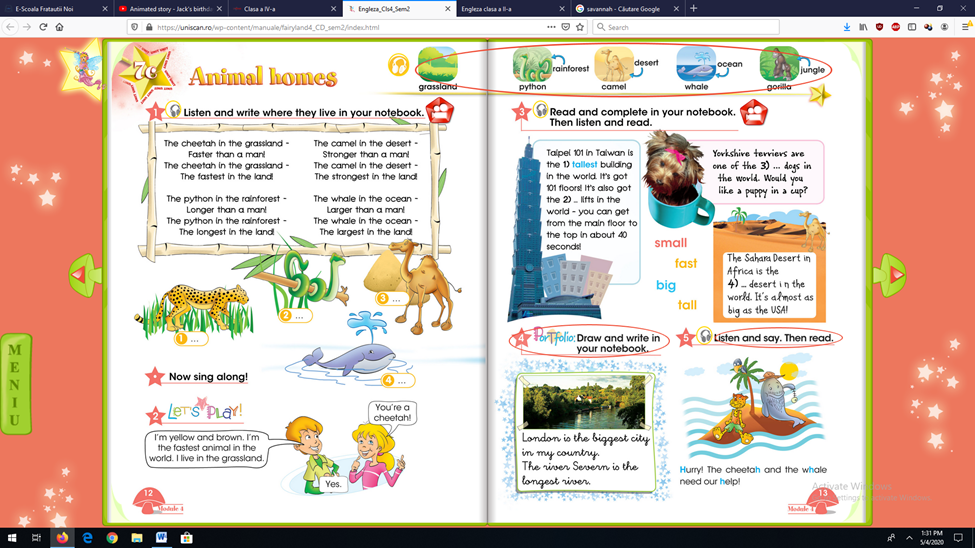 E-Scoala Fratautii Noi
Animated story - Jack's birthd
Clasa a IV-a
Engleza_Cls4_Sem2
Engleza clasa a II-a
savannah - Căutare Google
https://uniscan.ro/wp-content/manuale/fairyland4_CD_sem2/index.html
Search
7c
Animal homes
grassland
python
rainforest
camel
desert
whale
ocean
gorilla
jungle
1 Listen and write where they live in your notebook.
The cheetah in the grassland -
Faster than a man!
The cheetah in the grassland -
The fastest in the land!
The python in the rainforest -
Longer than a man!
The python in the rainforest -
The longest in the land!
The camel in the desert -
Stronger than a man!
The camel in the desert -
The strongest in the land!
The whale in the ocean -
Larger than a man!
The whale in the ocean -
The largest in the land!
1 ...
2 ...
3 ...
4 ...
Now sing along!
2 Let's Play!
I'm yellow and brown. I'm
the fastest animal in the
world. I live in the grassland.
You're a
cheetah!
Yes.
12
Module 4
MENIU
3 Read and complete in your notebook.
Then listen and read.
Taipei 101 in Taiwan is
the 1) tallest building
in the world. It's got
101 floors! It's also got
the 2) ... lifts in the
world - you can get
from the main floor to
the top in about 40
seconds!
Yorkshire terriers are
one of the 3) ... dogs in
the world. Would you
like a puppy in a cup?
small
fast
big
tall
The Sahara Desert in
Africa is the
4) ... desert in the
world. It's almost as
big as the USA!
4 Portfolio: Draw and write in
your notebook.
London is the biggest city
in my country.
The river Severn is the
longest river.
5 Listen and say. Then read.
Hurry! The cheetah and the whale
need our help!
Activate Windows
13
Module 4
1:31 PM
5/4/2020